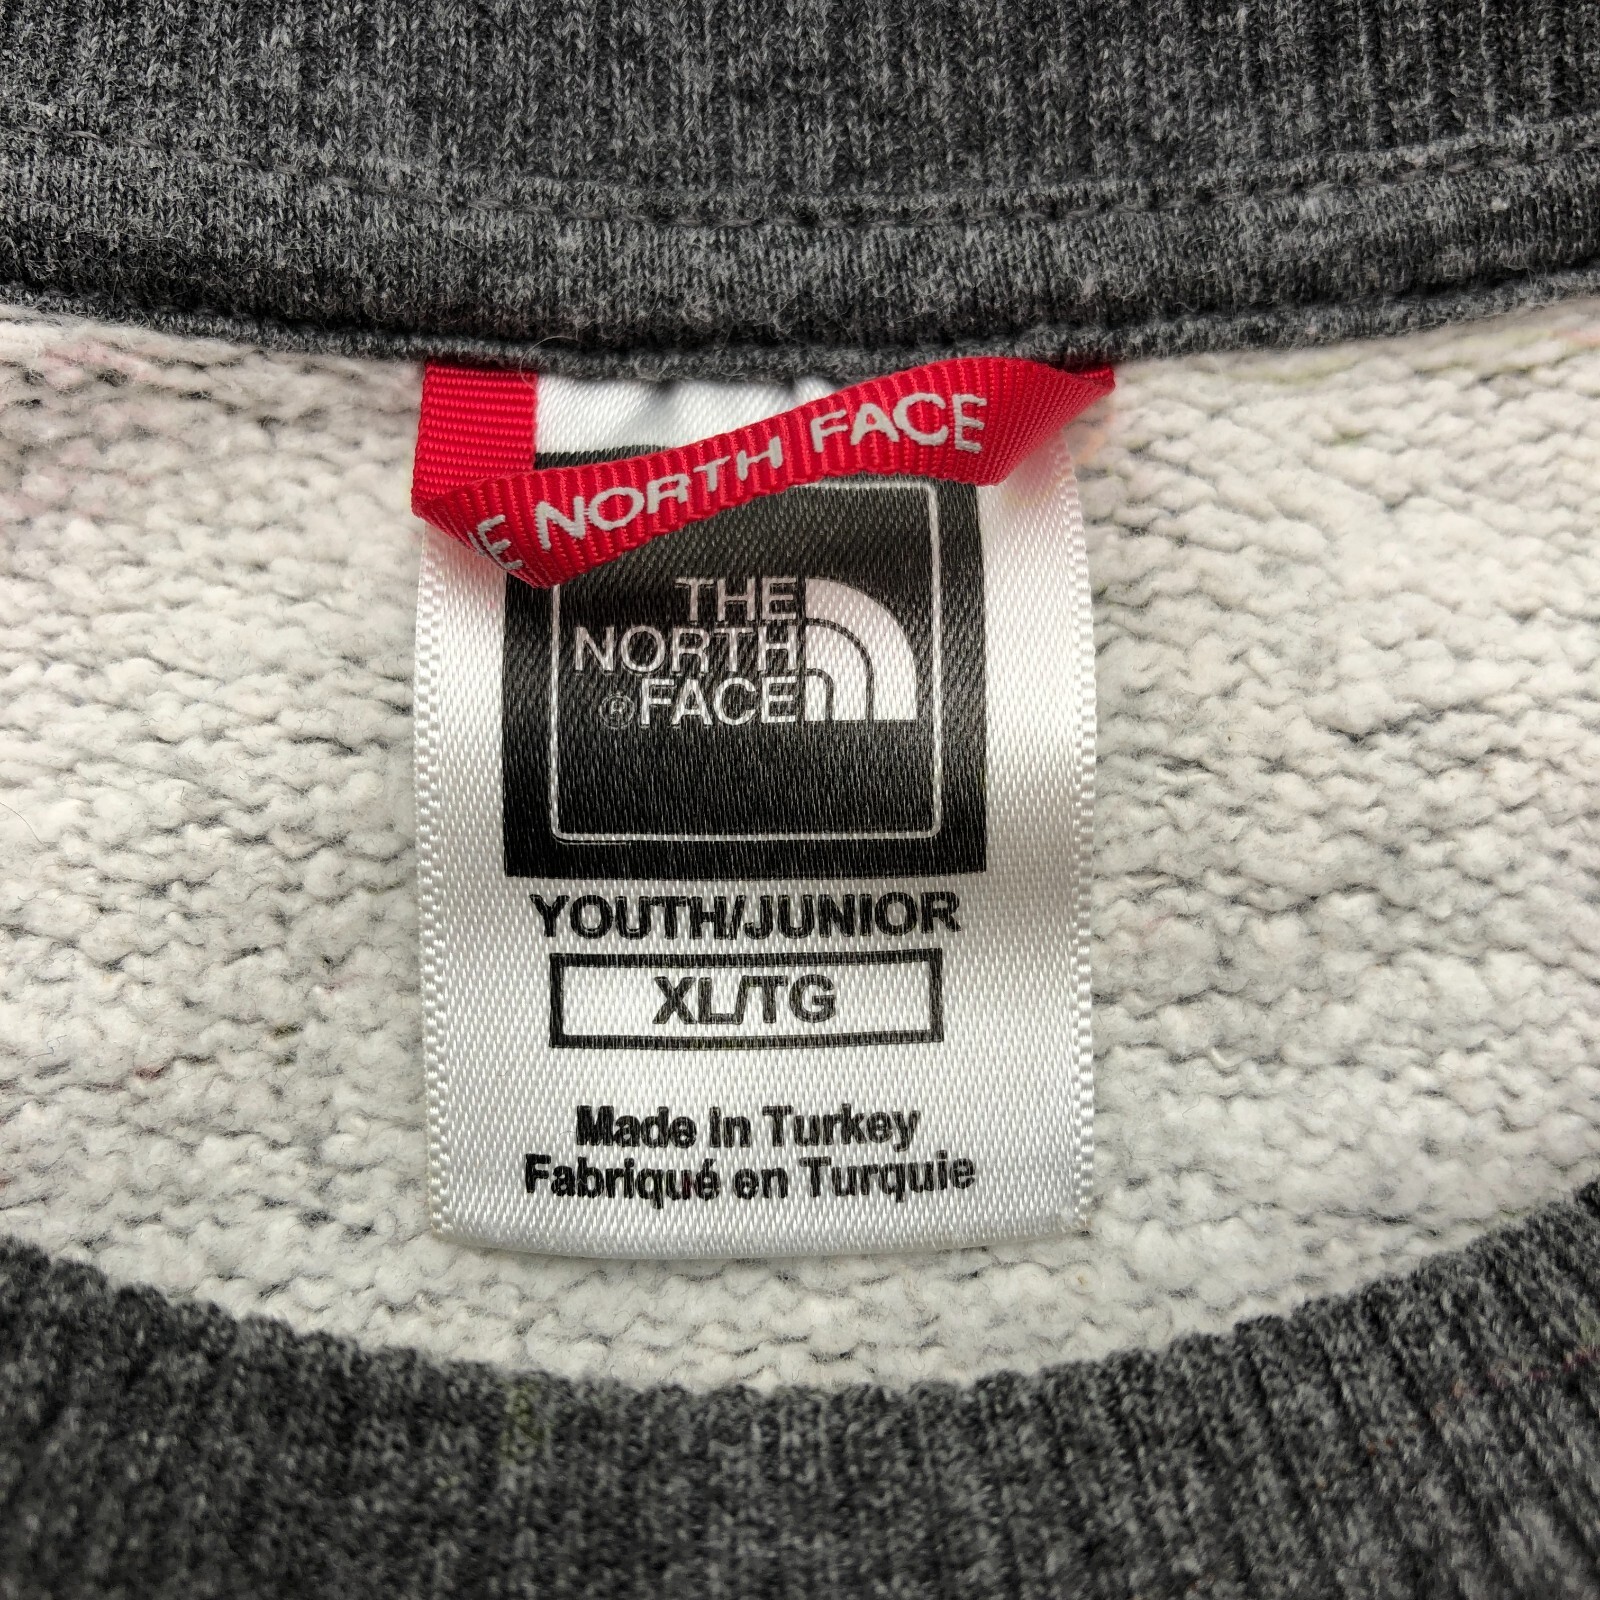 NORTH FACE
THE
NORTH
®FACE
YOUTH/JUNIOR
XL/TG
Made in Turkey
Fabriqué en Turquie